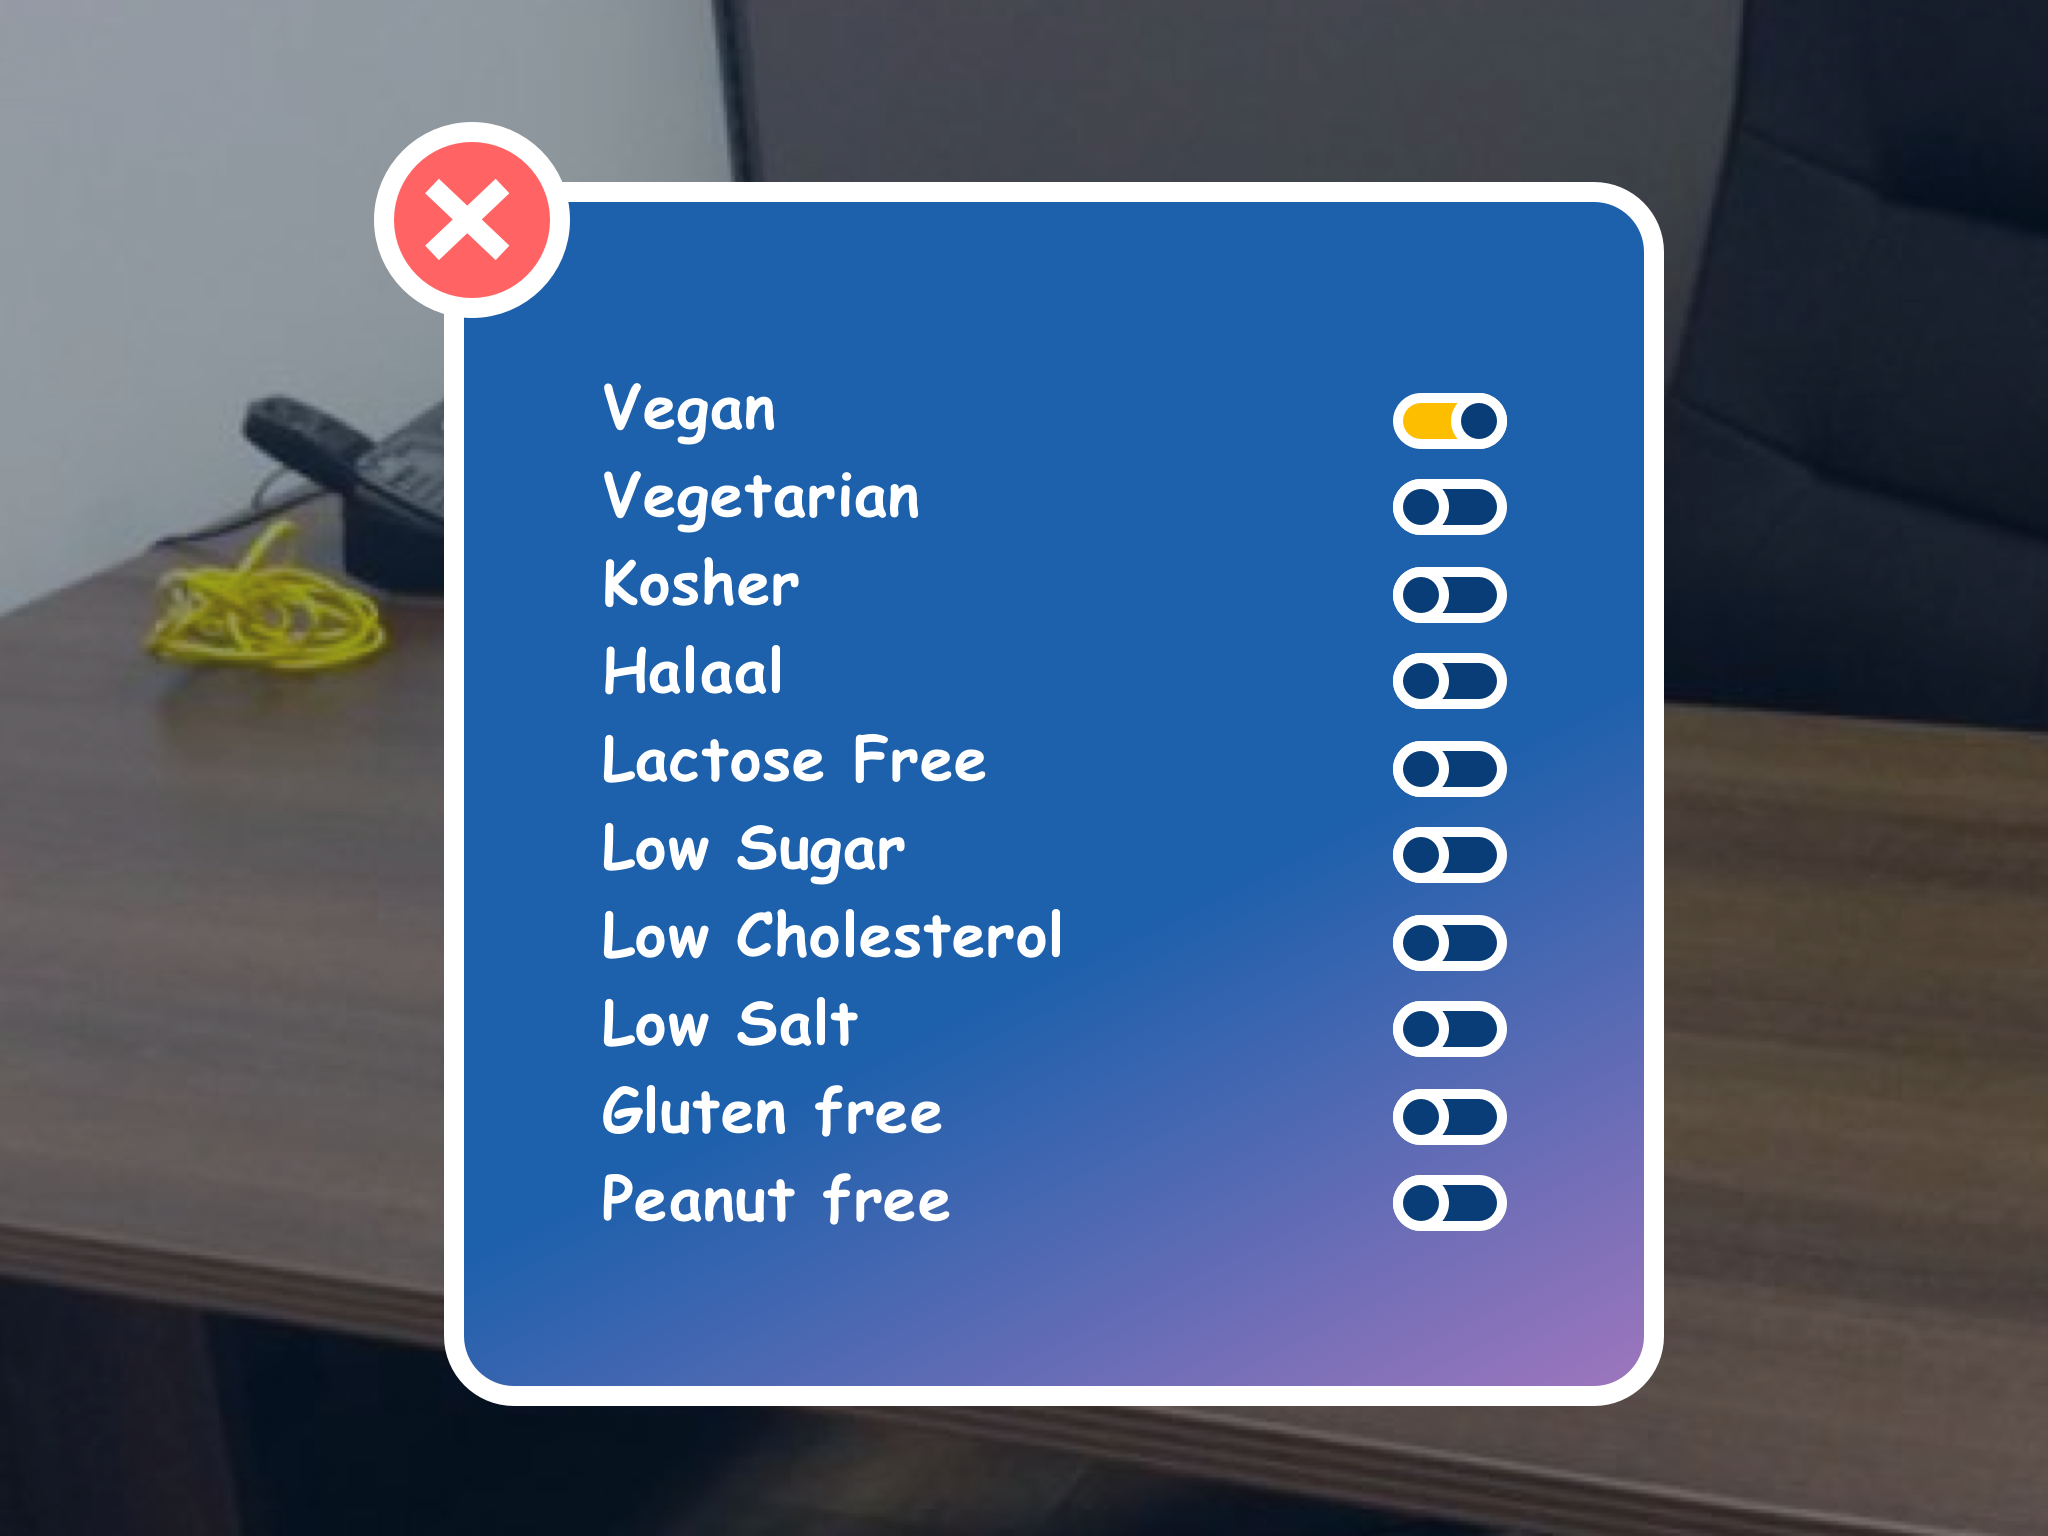 Vegan
Vegetarian
Kosher
Halaal
Lactose Free
Low Sugar
Low Cholesterol
Low Salt
Gluten free
Peanut free